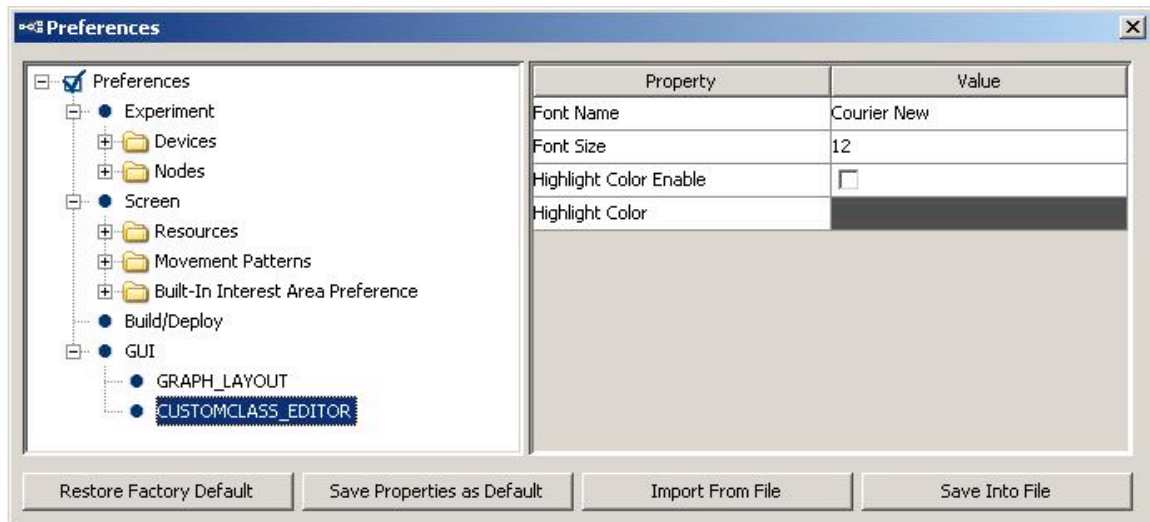 Preferences
Preferences
Experiment
Devices
Nodes
Screen
Resources
Movement Patterns
Built-In Interest Area Preference
Build/Deploy
GUI
GRAPH_LAYOUT
CUSTOMCLASS_EDITOR
Property Value
Font Name Courier New
Font Size 12
Highlight Color Enable
Highlight Color
Restore Factory Default Save Properties as Default Import From File Save Into File